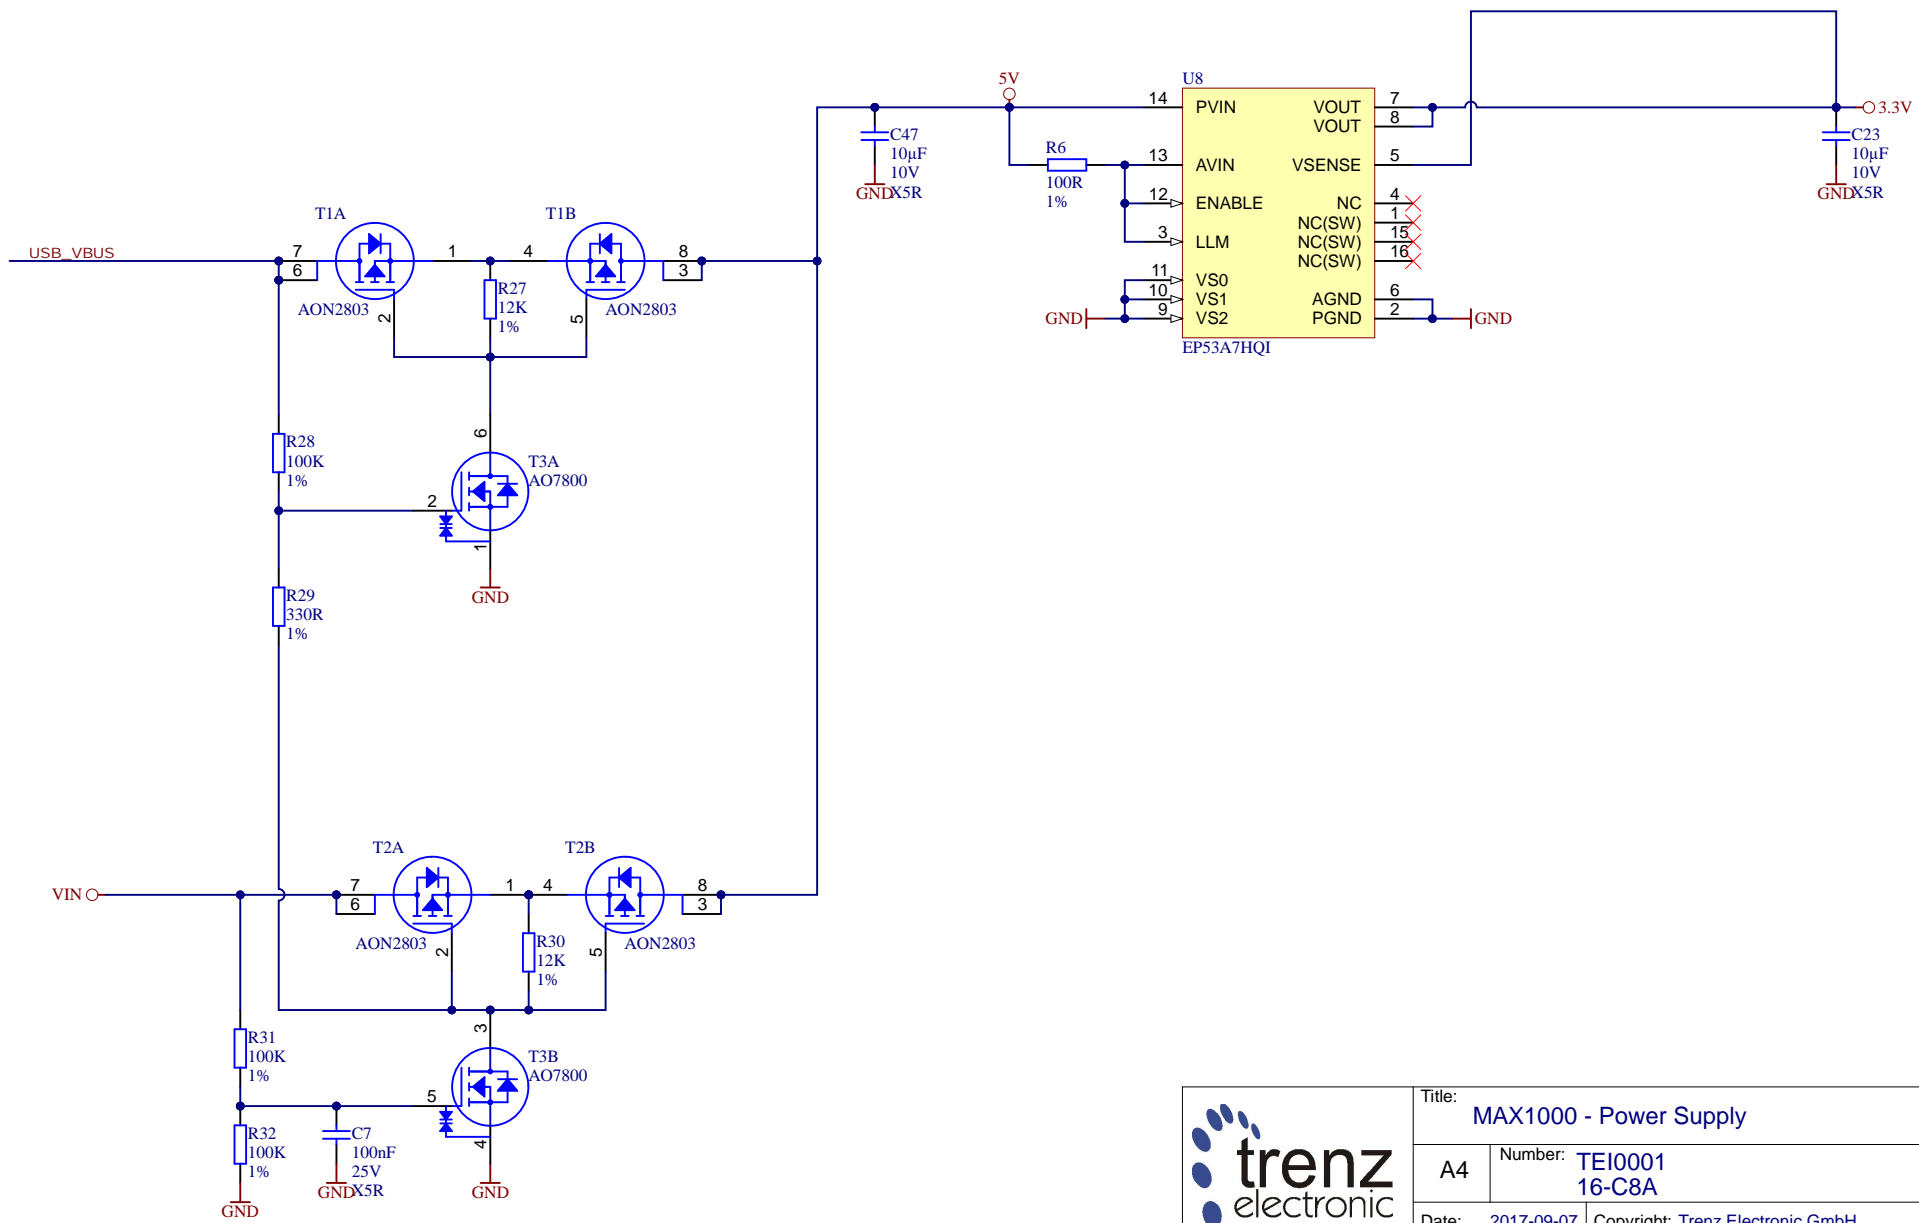 5V
U8
14 PVIN VOUT 7
VOUT 8
3.3V
C47
10µF
10V
X5R
GND
R6
100R
1%
13 AVIN VSENSE 5
C23
10µF
10V
X5R
GND
12 ENABLE NC 4
NC(SW) 1
3 LLM NC(SW) 15
NC(SW) 16
11 VS0
10 VS1 AGND 6
9 VS2 PGND 2
GND
GND
EP53A7HQI
T1A
T1B
USB_VBUS
7
6
1
4
8
3
R27
12K
1%
AON2803
AON2803
2
5
R28
100K
1%
6
T3A
AO7800
2
1
GND
R29
330R
1%
T2A
T2B
VIN
7
6
1
4
8
3
AON2803
AON2803
2
R30
12K
1%
5
3
R31
100K
1%
T3B
AO7800
5
R32
100K
1%
C7
100nF
25V
X5R
4
GND
GND
GND
trenz
electronic
Title:
MAX1000 - Power Supply
A4
Number: TEI0001
16-C8A
Date: 2017-09-07 Copyright: Trenz Electronic GmbH